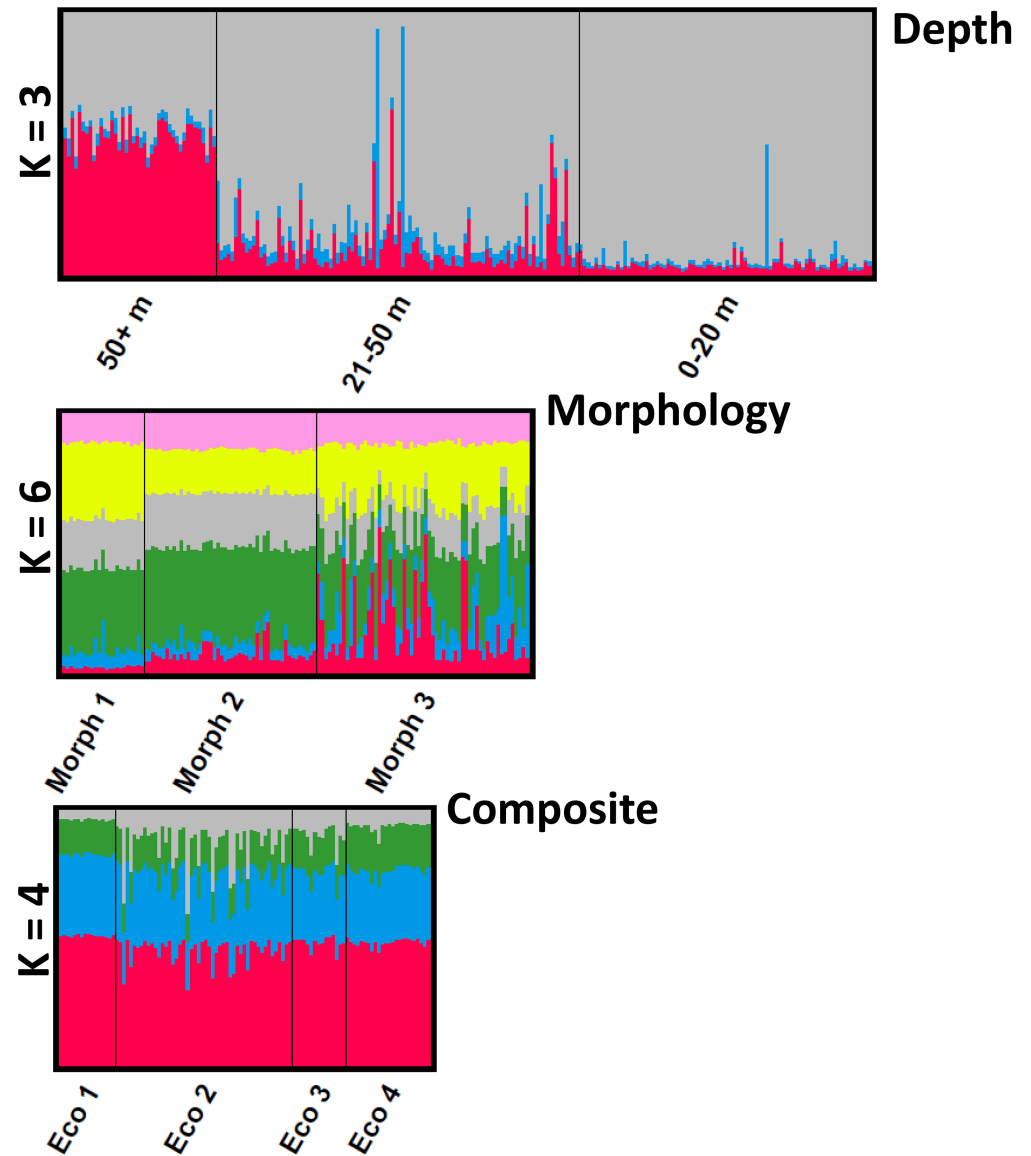 Depth
K = 3
50+ m
21-50 m
0-20 m
Morphology
K = 6
Morph 1
Morph 2
Morph 3
Composite
K = 4
Eco 1
Eco 2
Eco 3
Eco 4